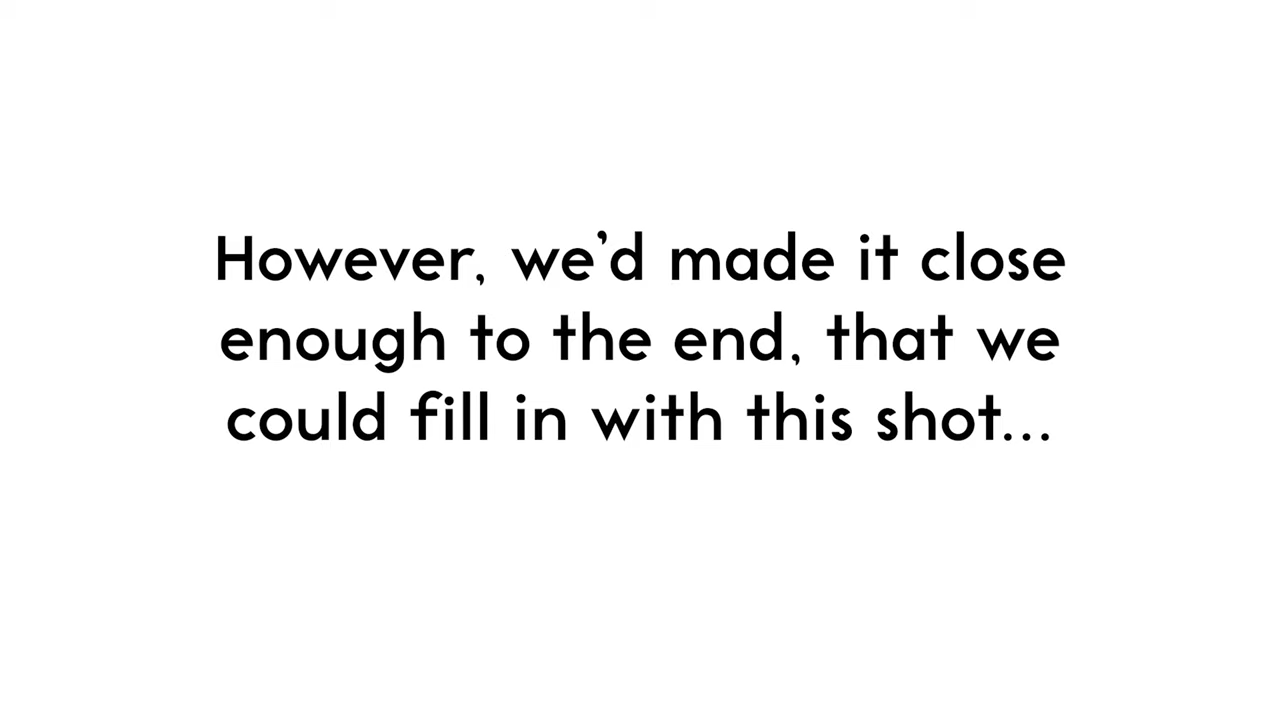 However, we’d made it close
enough to the end, that we
could fill in with this shot...